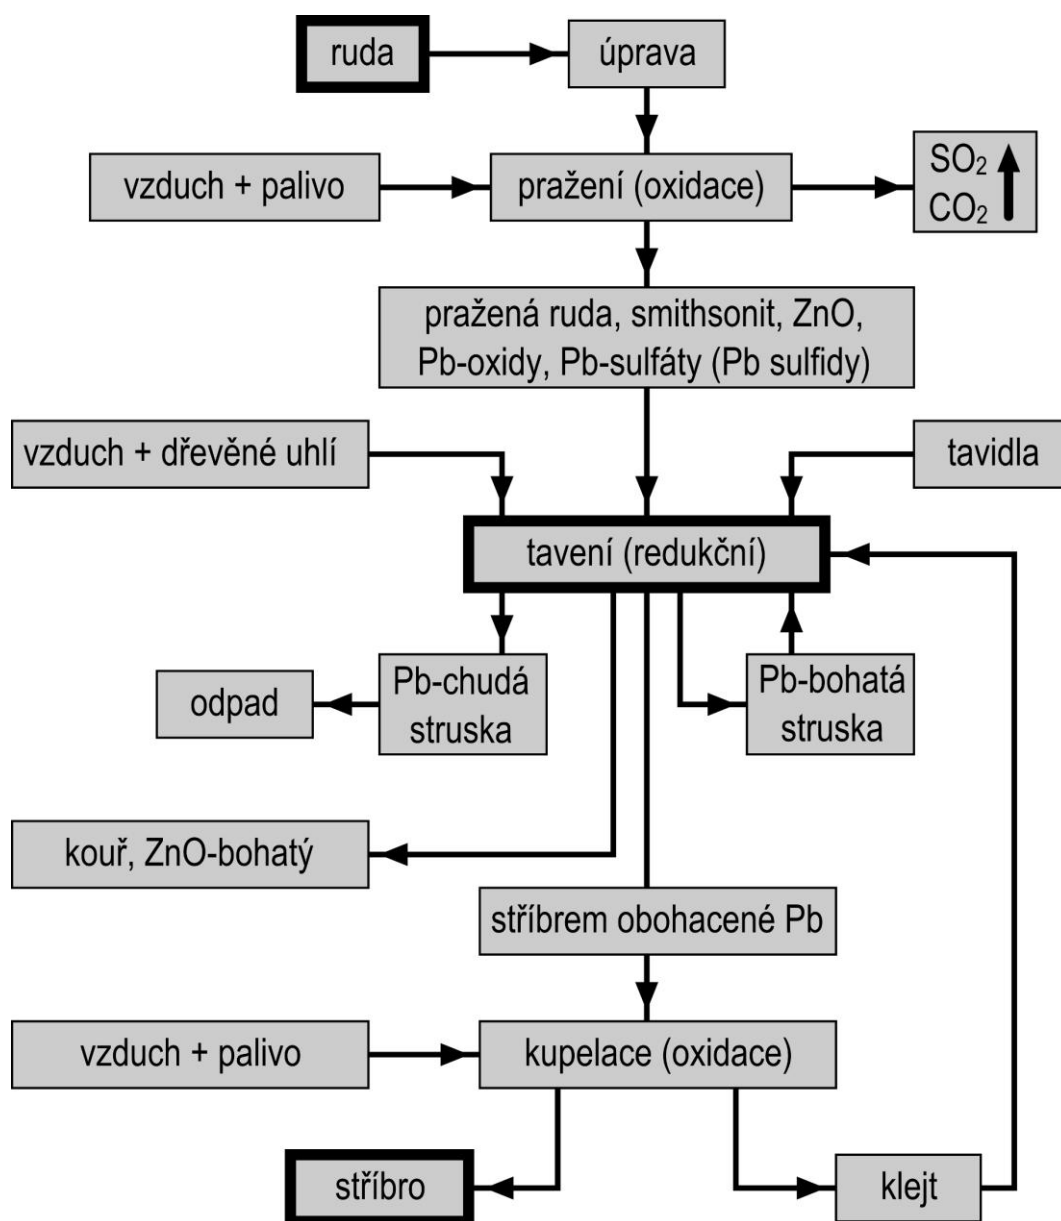 ruda
úprava
vzduch + palivo
pražení (oxidace)
SO₂
CO₂
pražená ruda, smithsonit, ZnO,
Pb-oxidy, Pb-sulfáty (Pb sulfidy)
vzduch + dřevěné uhlí
tavidla
tavení (redukční)
odpad
Pb-chudá
struska
Pb-bohatá
struska
kouř, ZnO-bohatý
stříbrem obohacené Pb
vzduch + palivo
kupelace (oxidace)
stříbro
klejt